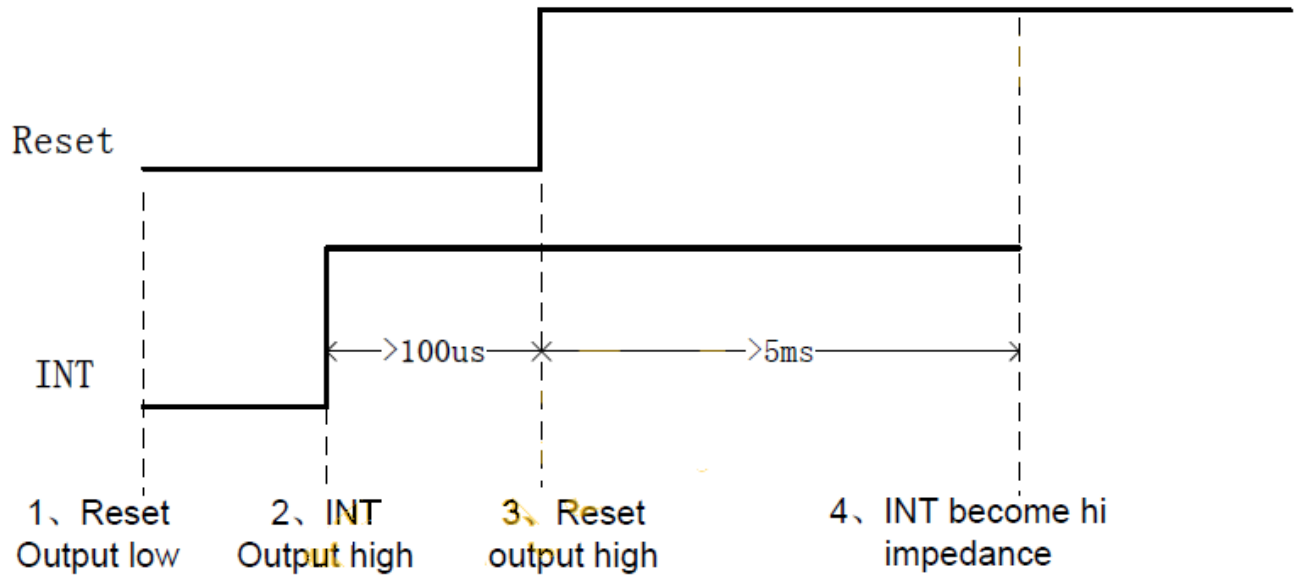 Reset
INT
>100us
>5ms
1、Reset
Output low
2、INT
Output high
3、Reset
output high
4、INT become hi
impedance